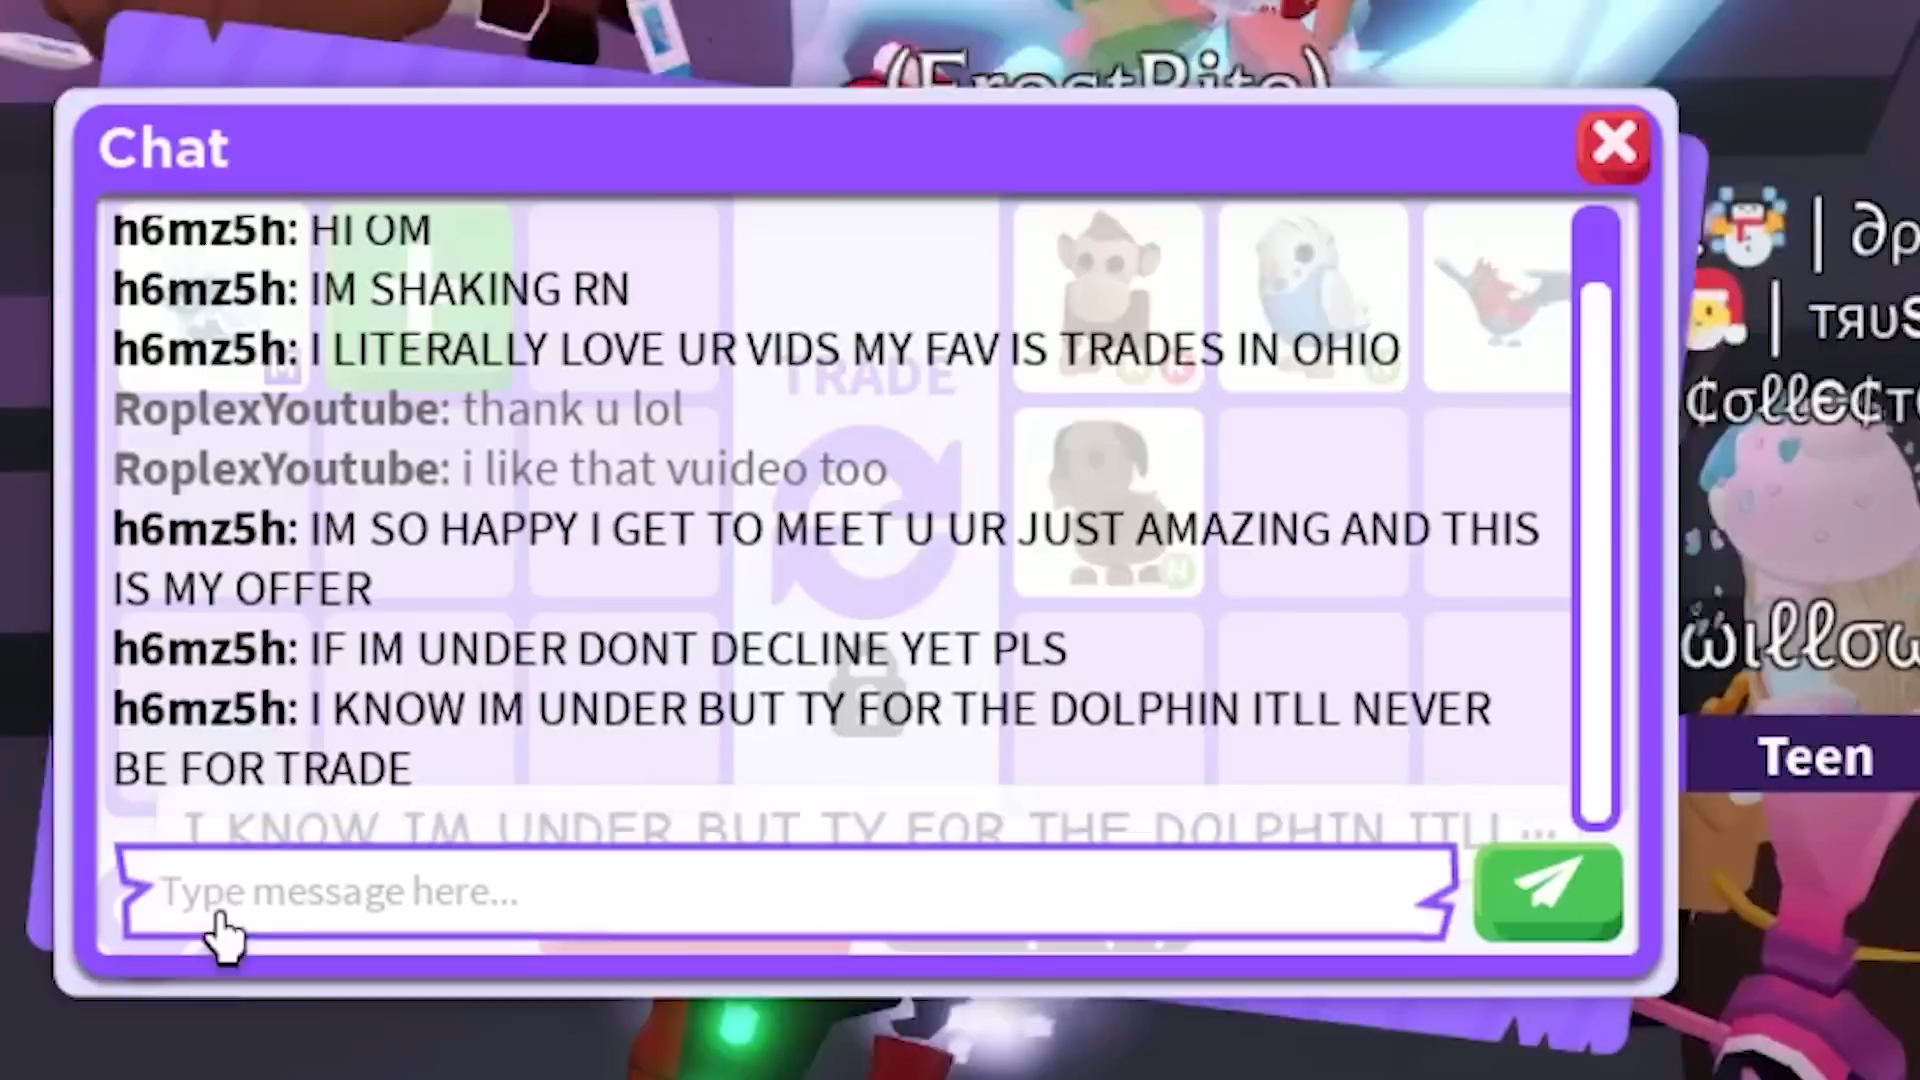 (FrostBite)
Chat
h6mz5h: HI OM
h6mz5h: IM SHAKING RN
h6mz5h: I LITERALLY LOVE UR VIDS MY FAV IS TRADES IN OHIO
TRADE
RoplexYoutube: thank u lol
RoplexYoutube: i like that vuideo too
h6mz5h: IM SO HAPPY I GET TO MEET U UR JUST AMAZING AND THIS
IS MY OFFER
h6mz5h: IF IM UNDER DONT DECLINE YET PLS
h6mz5h: I KNOW IM UNDER BUT TY FOR THE DOLPHIN ITLL NEVER
BE FOR TRADE
I KNOW IM UNDER BUT TY FOR THE DOLPHIN ITLL...
Type message here...
Teen